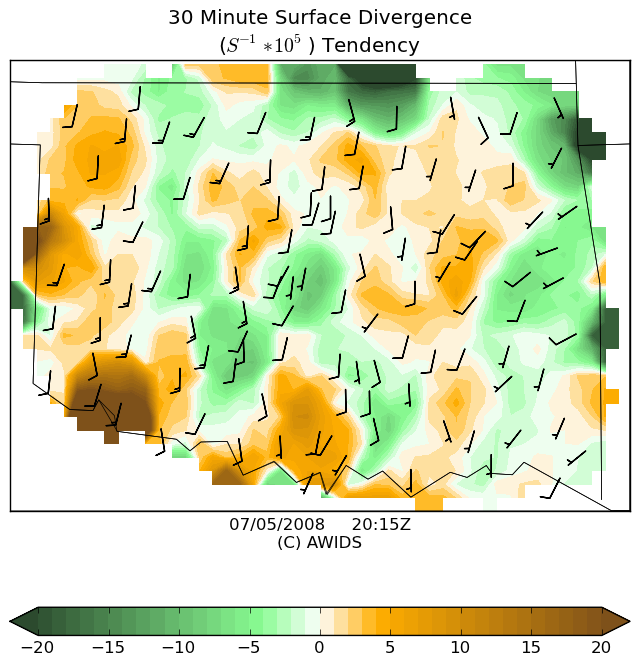 30 Minute Surface Divergence
(S⁻¹ *10⁵ ) Tendency
07/05/2008 20:15Z
(C) AWIDS
−20 −15 −10 −5 0 5 10 15 20